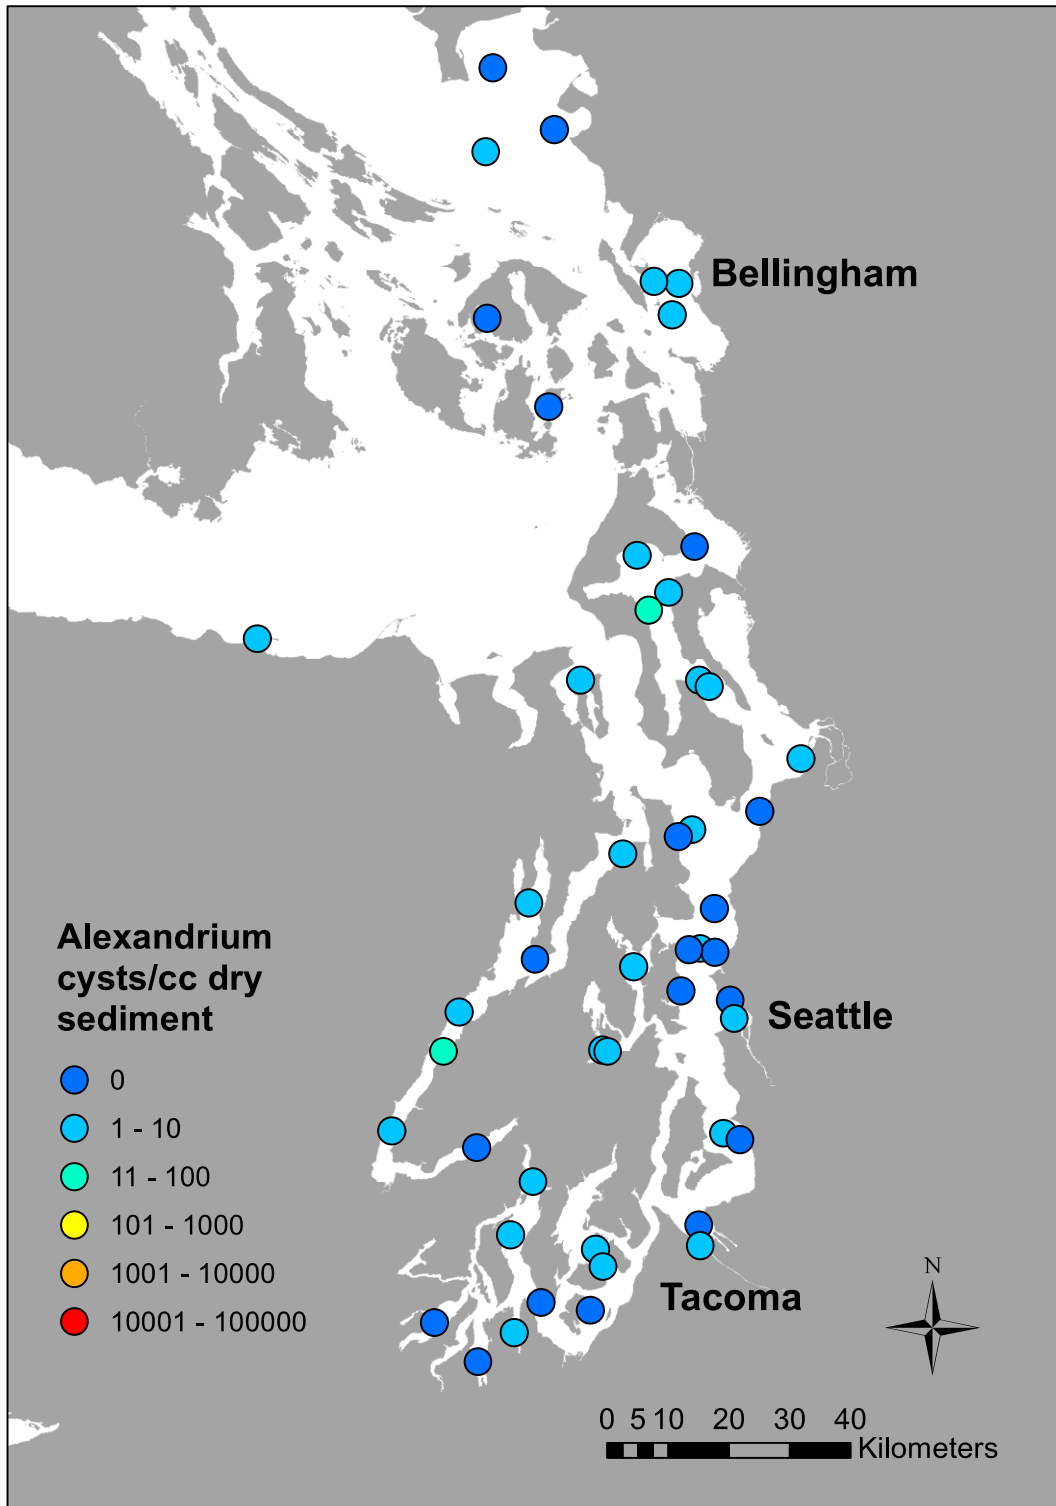 Bellingham
Seattle
Tacoma
Alexandrium
cysts/cc dry
sediment
0
1 - 10
11 - 100
101 - 1000
1001 - 10000
10001 - 100000
N
0 5 10 20 30 40
Kilometers